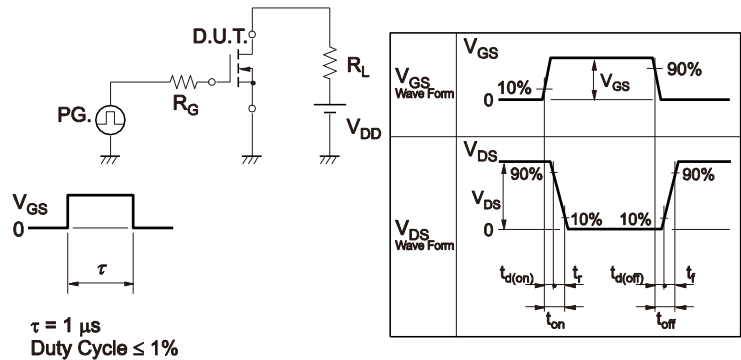 D.U.T.
R_L
R_G
PG.
V_DD
V_GS
0
τ
τ = 1 μs
Duty Cycle ≤ 1%
V_GS
Wave Form
V_GS
10%
V_GS
90%
0
V_DS
Wave Form
V_DS
90%
90%
V_DS
10%
10%
0
t_d(on)
t_r
t_d(off)
t_f
t_on
t_off